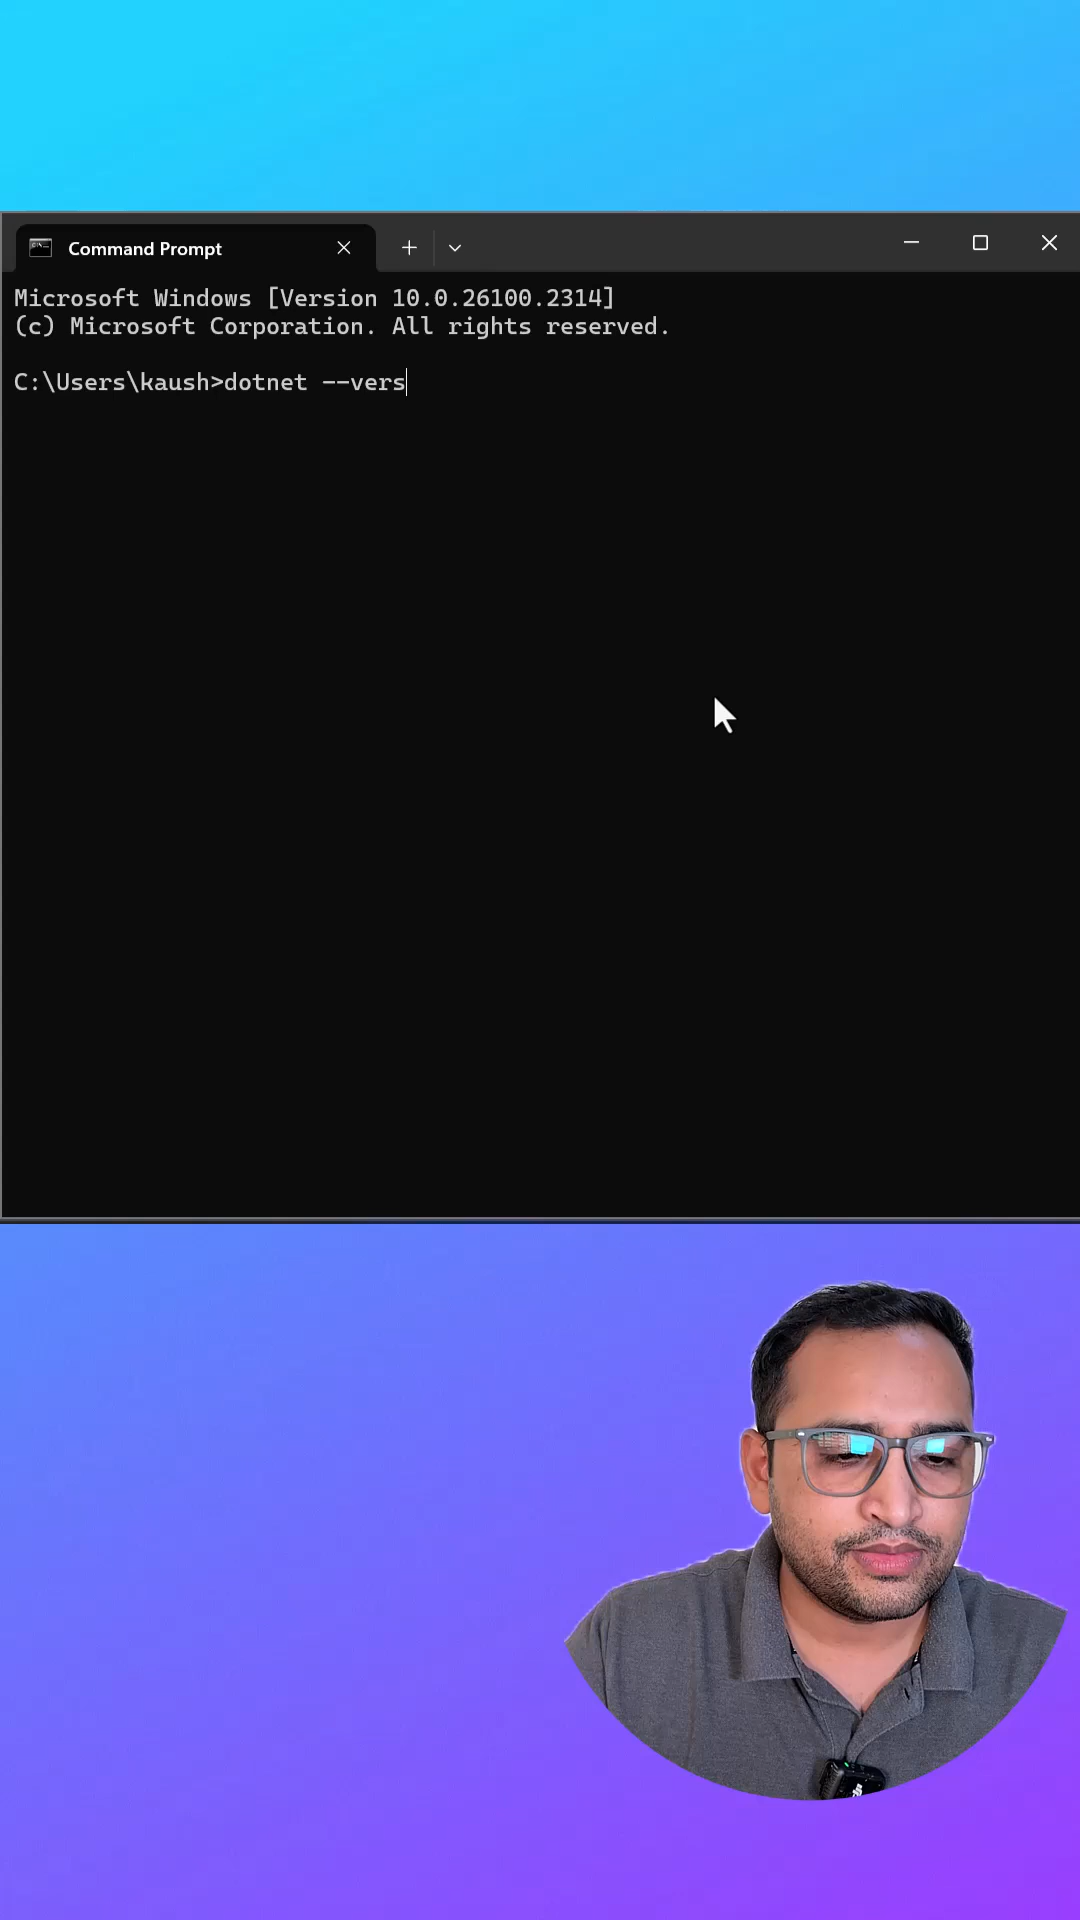 Command Prompt
Microsoft Windows [Version 10.0.26100.2314]
(c) Microsoft Corporation. All rights reserved.
C:\Users\kaush>dotnet --vers